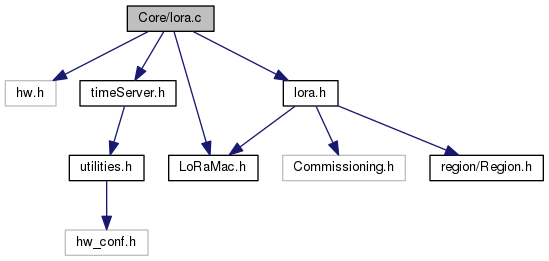 Core/lora.c
hw.h
timeServer.h
lora.h
utilities.h
LoRaMac.h
Commissioning.h
region/Region.h
hw_conf.h